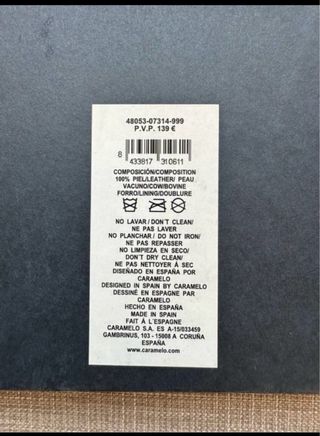 48053-07314-999
P.V.P. 139 €
8 433817 310611
COMPOSICIÓN/COMPOSITION
100% PIEL/LEATHER/ PEAU
VACUNO/COW/BOVINE
FORRO/LINING/DOUBLURE
NO LAVAR / DON´T CLEAN/
NE PAS LAVER
NO PLANCHAR / DO NOT IRON/
NE PAS REPASSER
NO LIMPIEZA EN SECO/
DON´T DRY CLEAN/
NE PAS NETTOYER À SEC
DISEÑADO EN ESPAÑA POR
CARAMELO
DESIGNED IN SPAIN BY CARAMELO
DESSINÉ EN ESPAGNE PAR
CARAMELO
HECHO EN ESPAÑA
MADE IN SPAIN
FAIT À L´ESPAGNE
CARAMELO S.A. ES A-15/033459
GAMBRINUS, 103 - 15008 A CORUÑA
ESPAÑA
www.caramelo.com